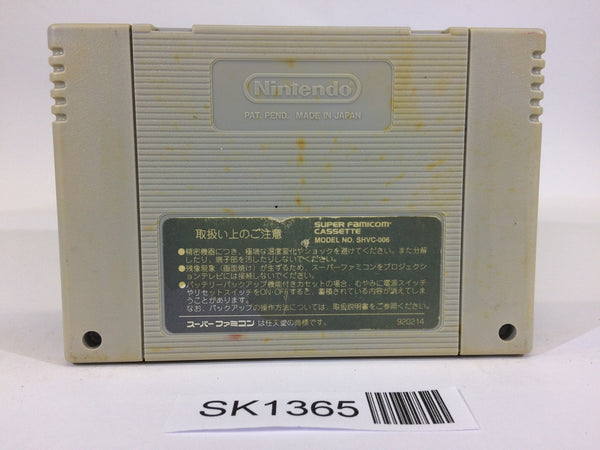 Nintendo
PAT. PEND. MADE IN JAPAN
取扱い上のご注意
SUPER FAMICOM
CASSETTE
MODEL NO. SHVC-006
●精密機器につき、極端な温度変化やショックを避けてください。また分解
したり、端子部を汚したりしないでください。
●残像現象（画面焼け）が生ずるため、スーパーファミコンをプロジェクシ
ョンテレビには接続しないでください。
●バッテリーバックアップ機能付きカセットの場合、むやみに電源スイッチ
やリセットスイッチをON・OFFすると、蓄積されている内容が消えてしま
うことがあります。
なお、バックアップの操作方法については、取扱説明書をご参照ください。
スーパーファミコンは任天堂の商標です。
920214
SK1365